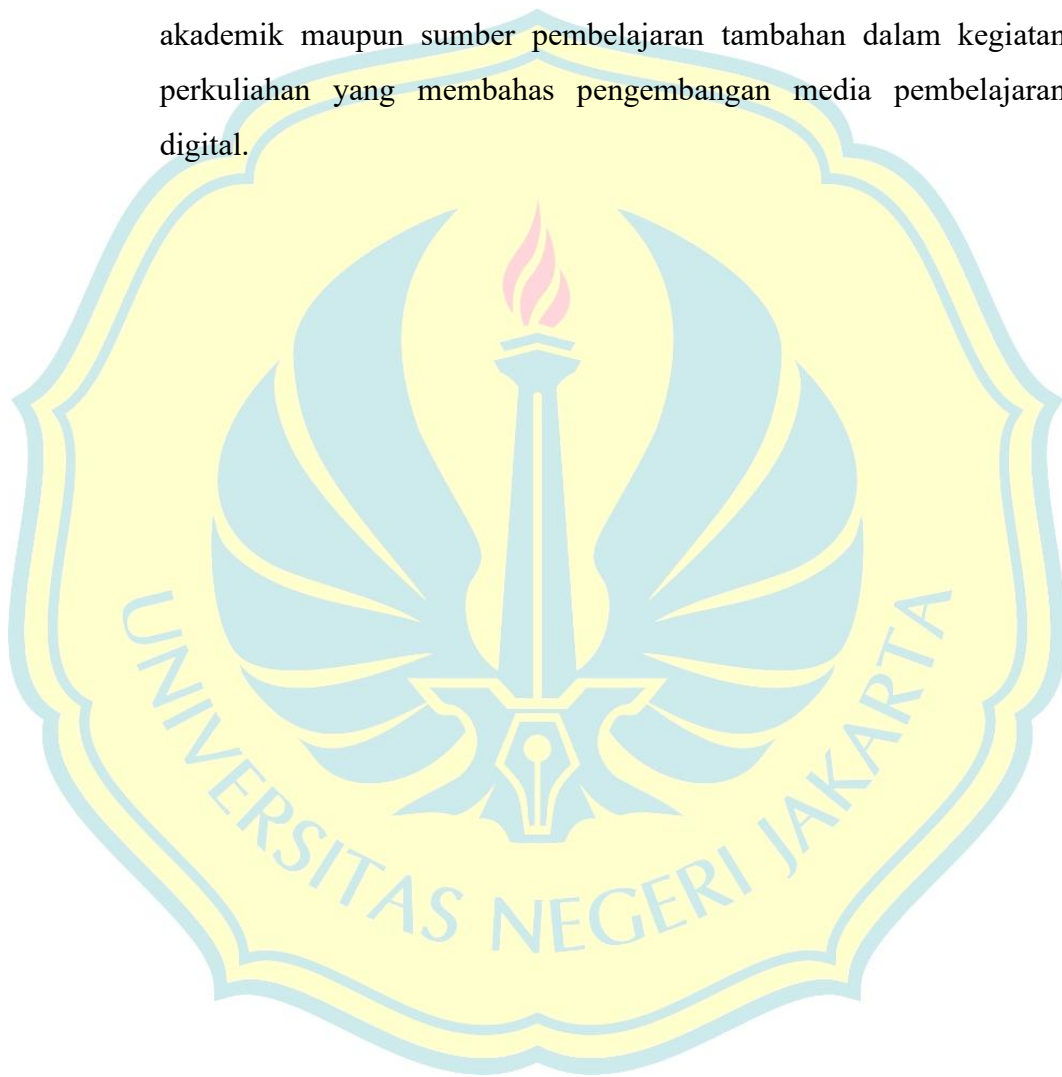 akademik maupun sumber pembelajaran tambahan dalam kegiatan
perkuliahan yang membahas pengembangan media pembelajaran
digital.
UNIVERSITAS NEGERI JAKARTA